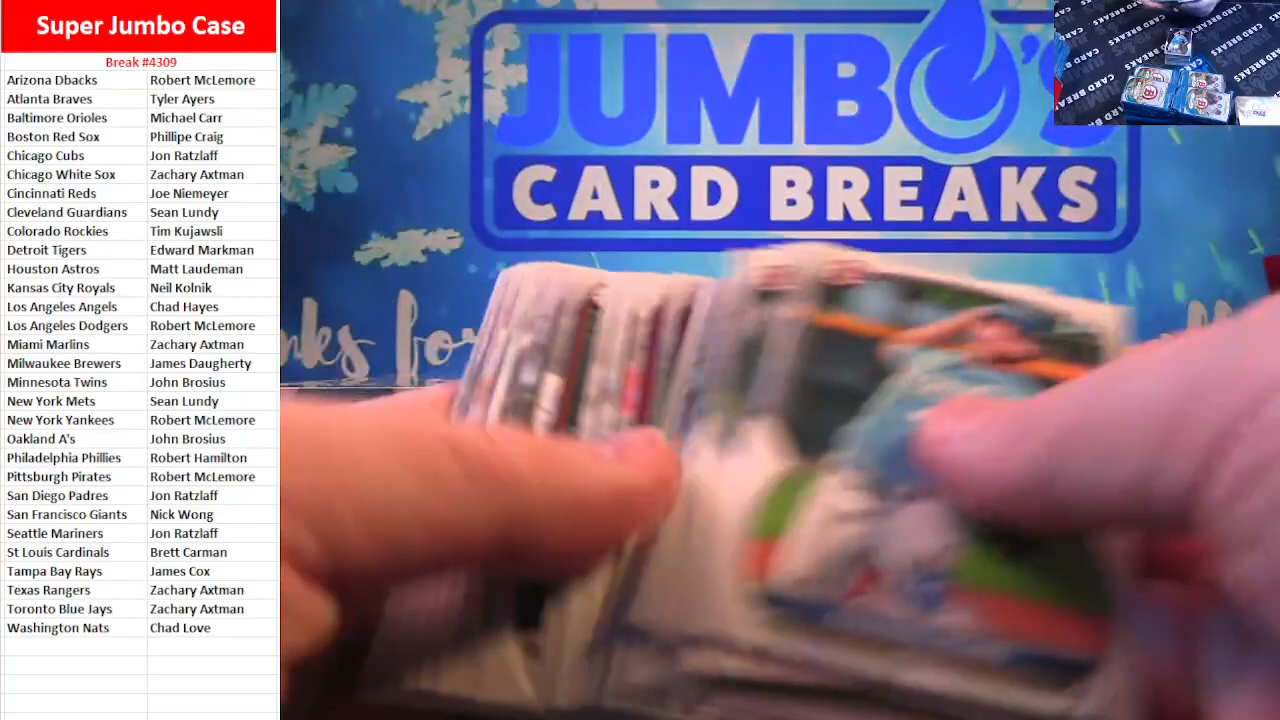 Super Jumbo Case
Break #4309
Arizona Dbacks Robert McLemore
Atlanta Braves Tyler Ayers
Baltimore Orioles Michael Carr
Boston Red Sox Phillipe Craig
Chicago Cubs Jon Ratzlaff
Chicago White Sox Zachary Axtman
Cincinnati Reds Joe Niemeyer
Cleveland Guardians Sean Lundy
Colorado Rockies Tim Kujawsli
Detroit Tigers Edward Markman
Houston Astros Matt Laudeman
Kansas City Royals Neil Kolnik
Los Angeles Angels Chad Hayes
Los Angeles Dodgers Robert McLemore
Miami Marlins Zachary Axtman
Milwaukee Brewers James Daugherty
Minnesota Twins John Brosius
New York Mets Sean Lundy
New York Yankees Robert McLemore
Oakland A's John Brosius
Philadelphia Phillies Robert Hamilton
Pittsburgh Pirates Robert McLemore
San Diego Padres Jon Ratzlaff
San Francisco Giants Nick Wong
Seattle Mariners Jon Ratzlaff
St Louis Cardinals Brett Carman
Tampa Bay Rays James Cox
Texas Rangers Zachary Axtman
Toronto Blue Jays Zachary Axtman
Washington Nats Chad Love
JUMBO'S
CARD BREAKS
for
CARD BREAKS